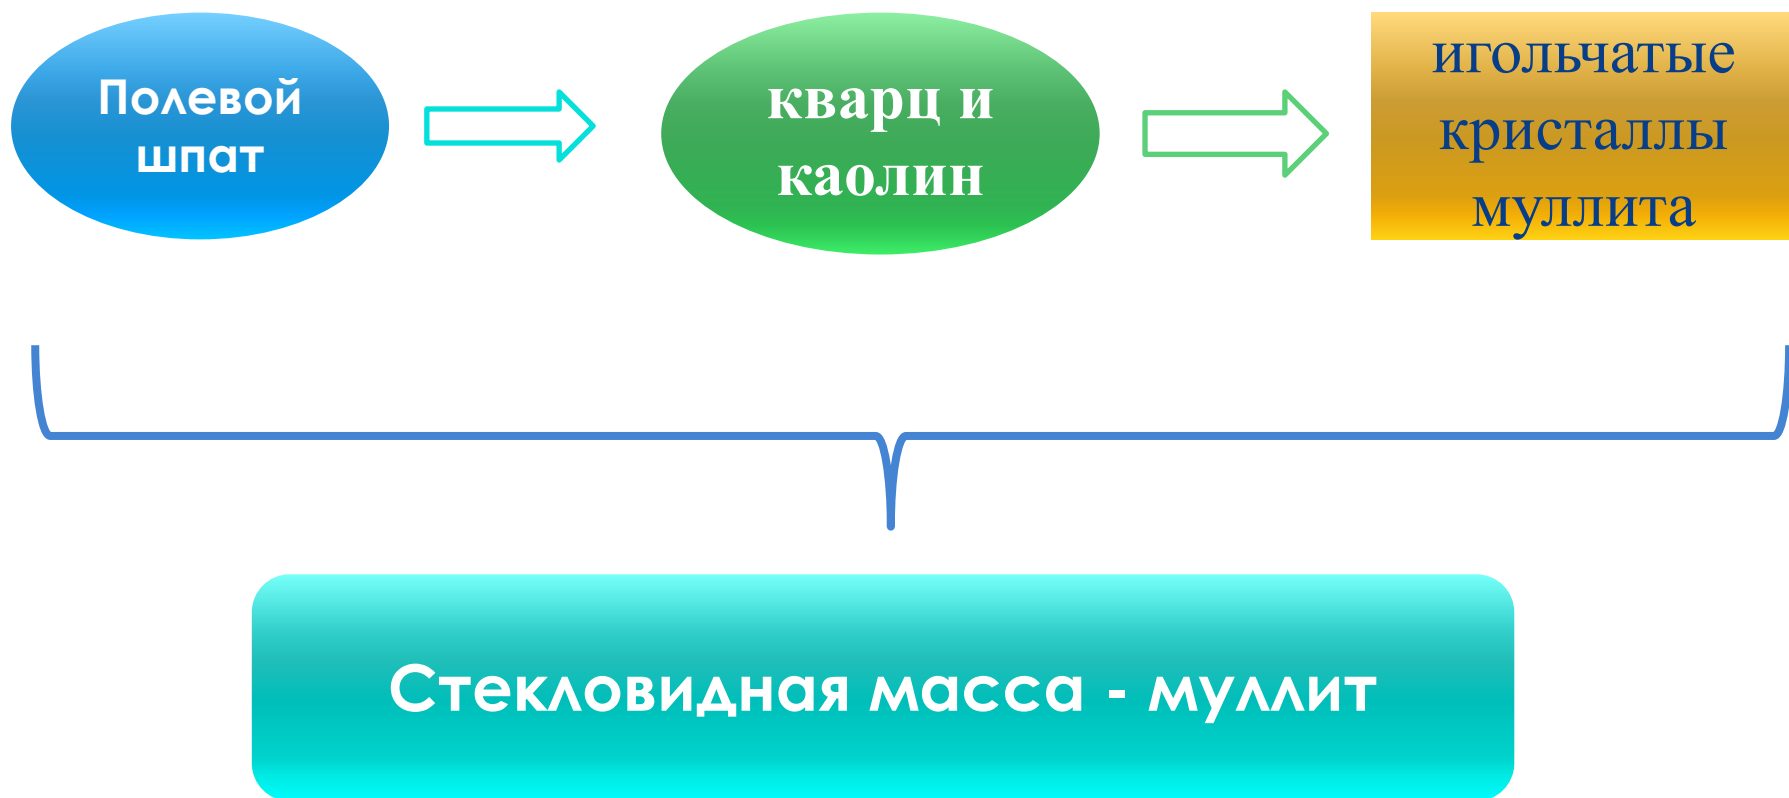 Полевой
шпат
кварц и
каолин
игольчатые
кристаллы
муллита
Стекловидная масса - муллит